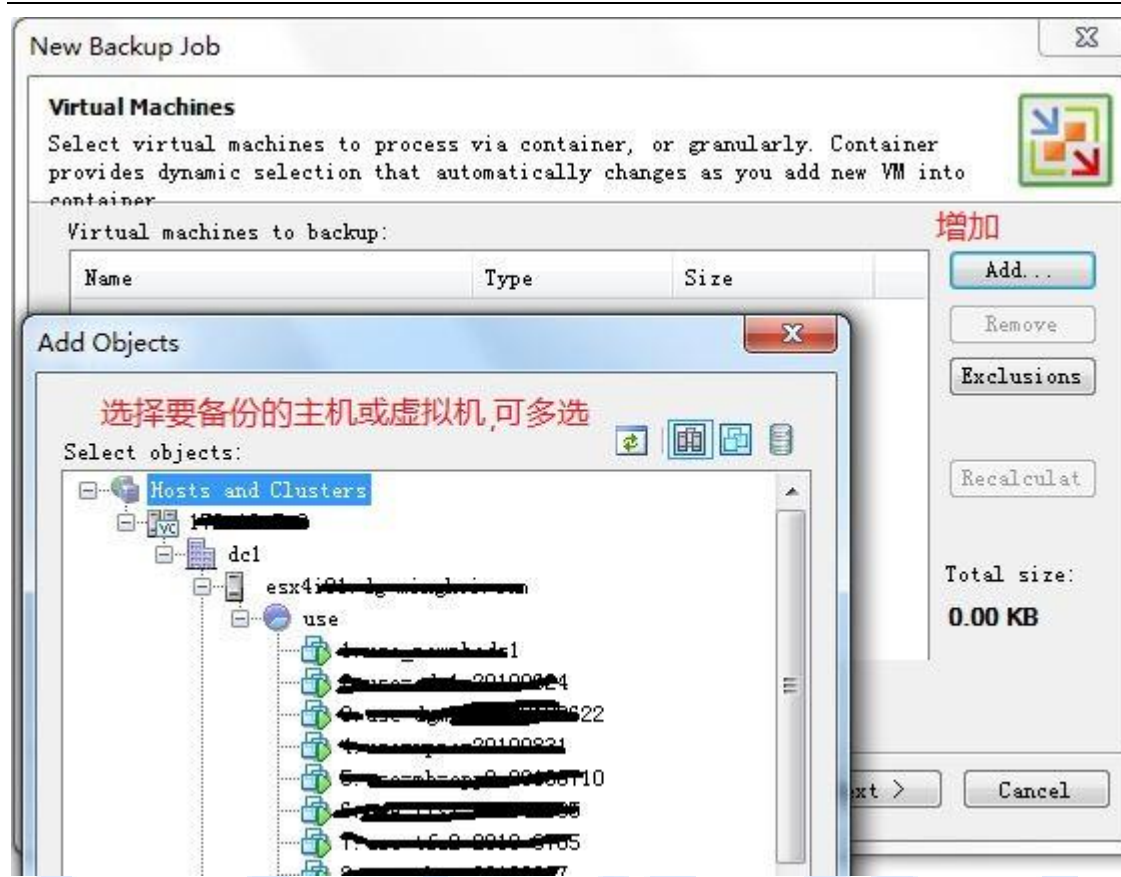 New Backup Job
Virtual Machines
Select virtual machines to process via container, or granularly. Container
provides dynamic selection that automatically changes as you add new VM into
container
Virtual machines to backup:
增加
Name Type Size
Add...
Remove
Exclusions
Recalculat
Total size:
0.00 KB
Add Objects
选择要备份的主机或虚拟机,可多选
Select objects:
Hosts and Clusters
VC
dc1
use
Cancel